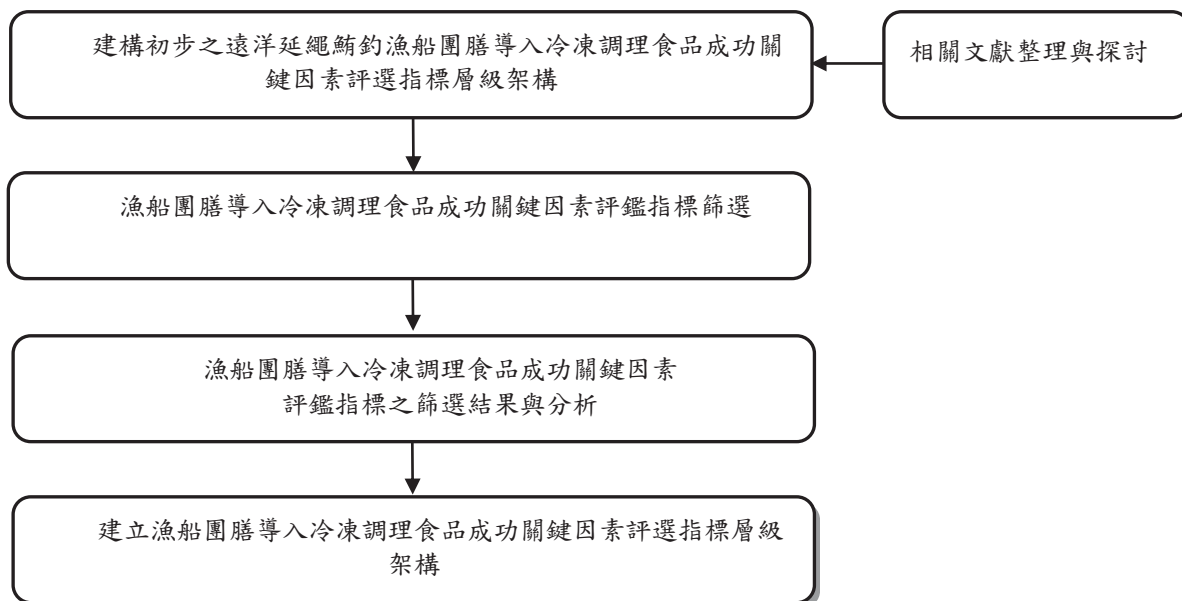 建構初步之遠洋延繩鮪釣漁船團膳導入冷凍調理食品成功關
鍵因素評選指標層級架構
相關文獻整理與探討
漁船團膳導入冷凍調理食品成功關鍵因素評鑑指標篩選
漁船團膳導入冷凍調理食品成功關鍵因素
評鑑指標之篩選結果與分析
建立漁船團膳導入冷凍調理食品成功關鍵因素評選指標層級
架構